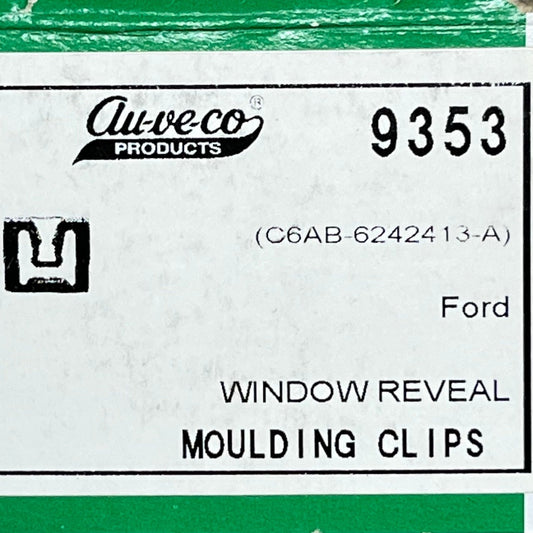 au-ve-co®
PRODUCTS
9353
(C6AB-6242413-A)
Ford
WINDOW REVEAL
MOULDING CLIPS